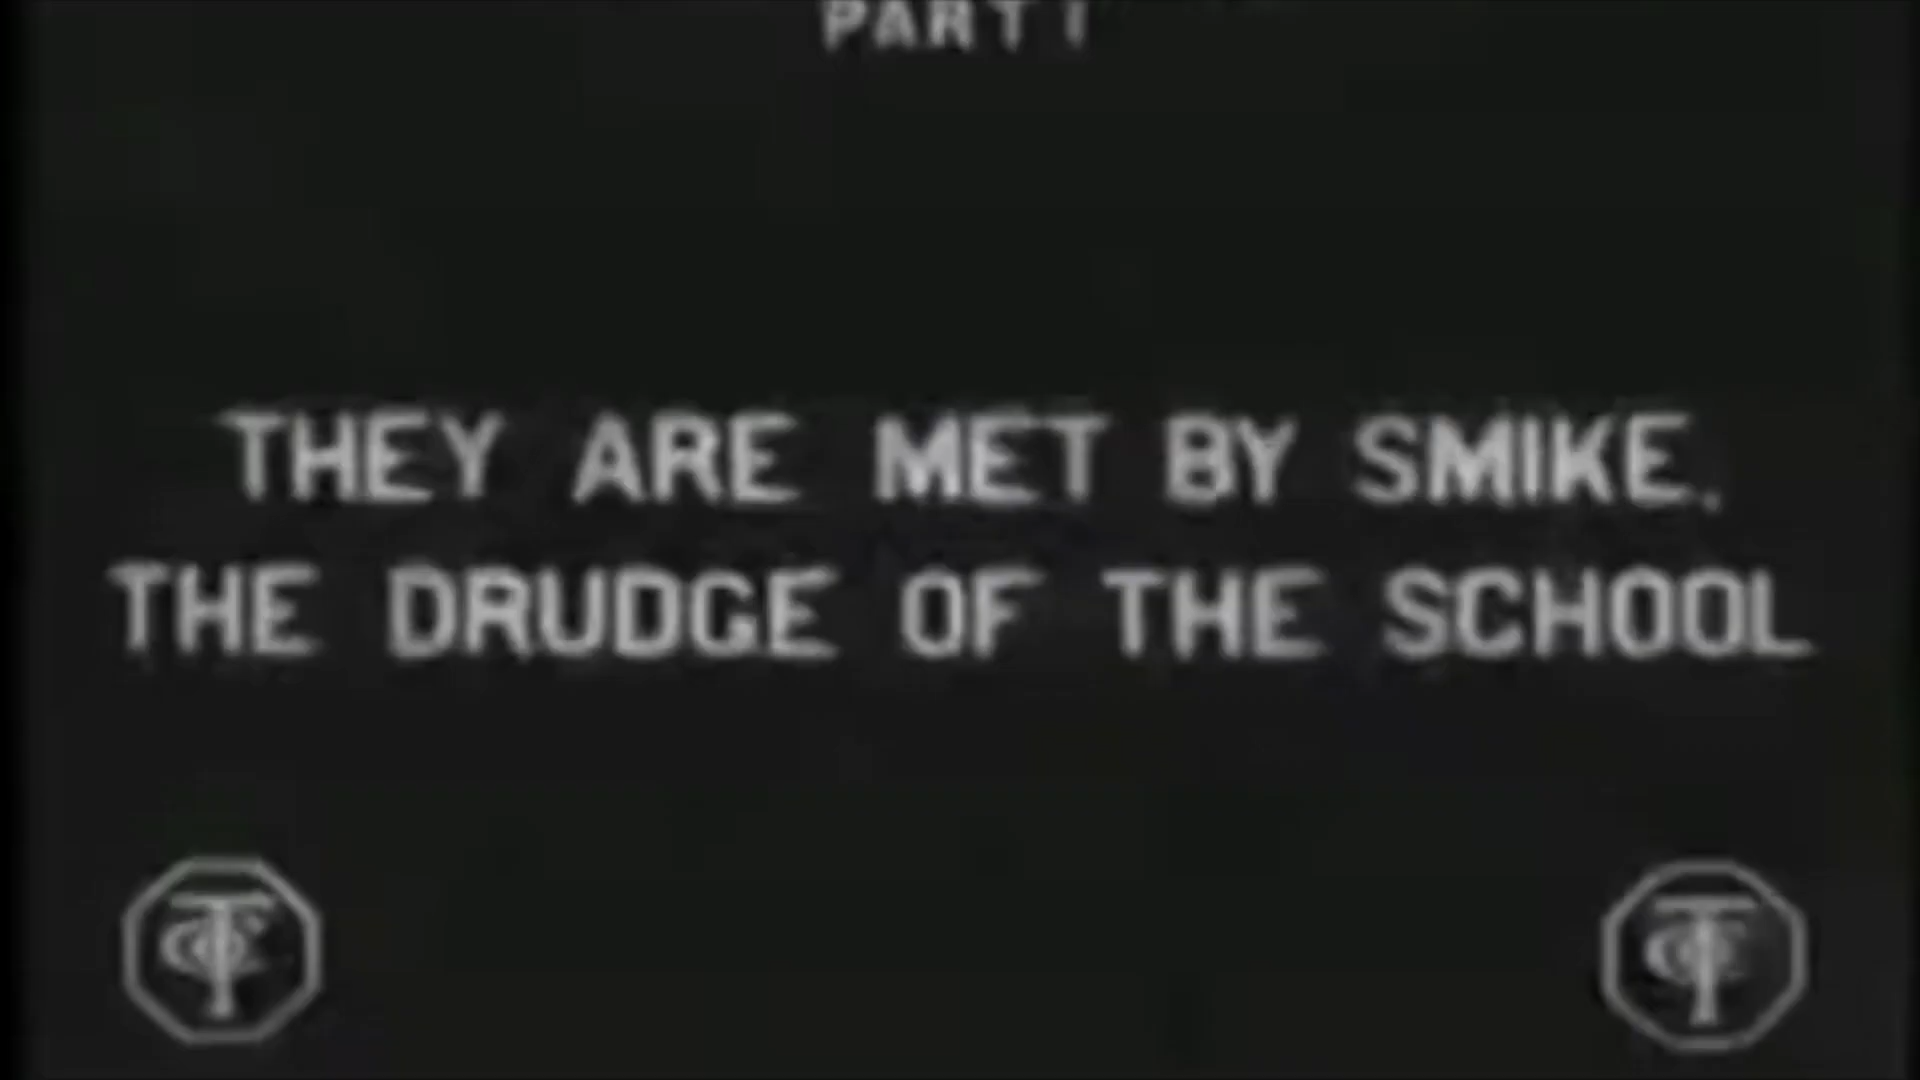 PART I
THEY ARE MET BY SMIKE,
THE DRUDGE OF THE SCHOOL